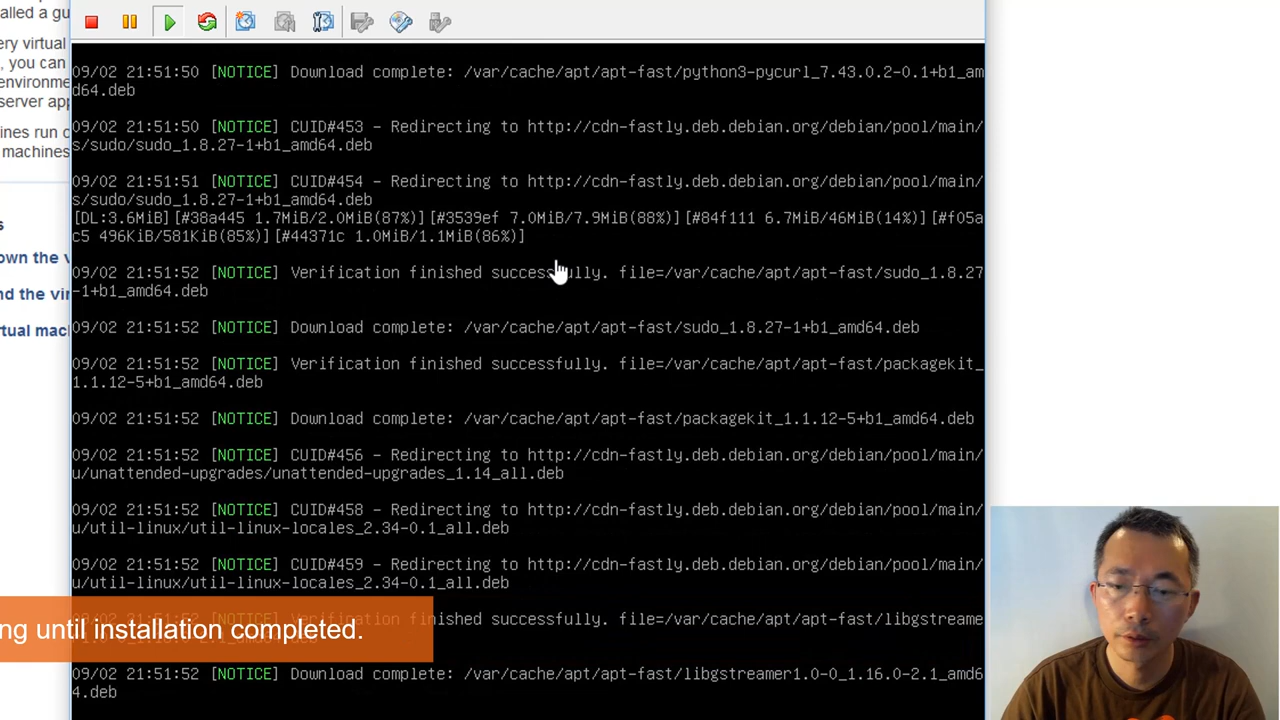 alled a gu
ery virtual
, you can
environme
server app
ines run o
machines
s
own the v
nd the vir
rtual mac
09/02 21:51:50 [NOTICE] Download complete: /var/cache/apt/apt-fast/python3-pycurl_7.43.0.2-0.1+b1_am
d64.deb
09/02 21:51:50 [NOTICE] CUID#453 - Redirecting to http://cdn-fastly.deb.debian.org/debian/pool/main/
s/sudo/sudo_1.8.27-1+b1_amd64.deb
09/02 21:51:51 [NOTICE] CUID#454 - Redirecting to http://cdn-fastly.deb.debian.org/debian/pool/main/
s/sudo/sudo_1.8.27-1+b1_amd64.deb
[DL:3.6MiB][#38a445 1.7MiB/2.0MiB(87%)][#3539ef 7.0MiB/7.9MiB(88%)][#84f111 6.7MiB/46MiB(14%)][#f05a
c5 496KiB/581KiB(85%)][#44371c 1.0MiB/1.1MiB(86%)]
09/02 21:51:52 [NOTICE] Verification finished successfully. file=/var/cache/apt/apt-fast/sudo_1.8.27
-1+b1_amd64.deb
09/02 21:51:52 [NOTICE] Download complete: /var/cache/apt/apt-fast/sudo_1.8.27-1+b1_amd64.deb
09/02 21:51:52 [NOTICE] Verification finished successfully. file=/var/cache/apt/apt-fast/packagekit_
1.1.12-5+b1_amd64.deb
09/02 21:51:52 [NOTICE] Download complete: /var/cache/apt/apt-fast/packagekit_1.1.12-5+b1_amd64.deb
09/02 21:51:52 [NOTICE] CUID#456 - Redirecting to http://cdn-fastly.deb.debian.org/debian/pool/main/
u/unattended-upgrades/unattended-upgrades_1.14_all.deb
09/02 21:51:52 [NOTICE] CUID#458 - Redirecting to http://cdn-fastly.deb.debian.org/debian/pool/main/
u/util-linux/util-linux-locales_2.34-0.1_all.deb
09/02 21:51:52 [NOTICE] CUID#459 - Redirecting to http://cdn-fastly.deb.debian.org/debian/pool/main/
u/util-linux/util-linux-locales_2.34-0.1_all.deb
09/02 21:51:52 [NOTICE] Verification finished successfully. file=/var/cache/apt/apt-fast/libgstreame
ng until installation completed.
09/02 21:51:52 [NOTICE] Download complete: /var/cache/apt/apt-fast/libgstreamer1.0-0_1.16.0-2.1_amd6
4.deb